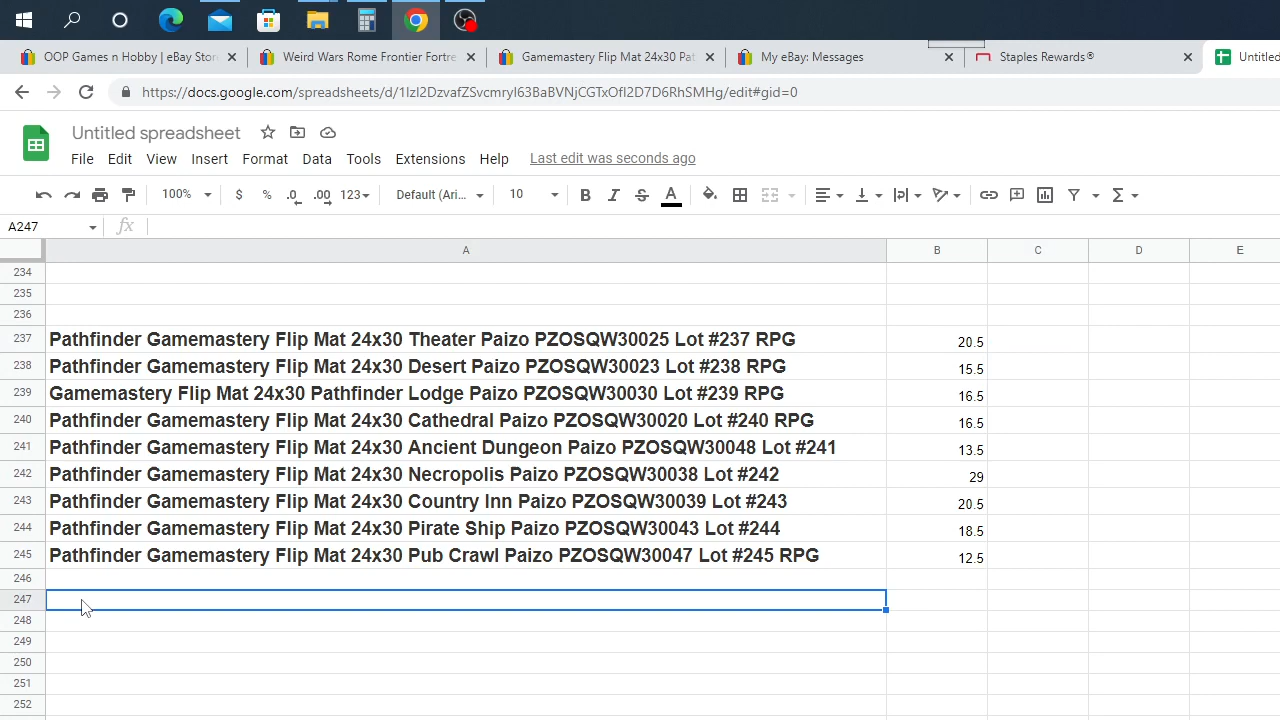 OOP Games n Hobby | eBay Stor
Weird Wars Rome Frontier Fortre
Gamemastery Flip Mat 24x30 Pat
My eBay: Messages
Staples Rewards®
Untitled
https://docs.google.com/spreadsheets/d/1IzI2DzvafZSvcmryI63BaBVNjCGTxOfI2D7D6RhSMHg/edit#gid=0
Untitled spreadsheet
File Edit View Insert Format Data Tools Extensions Help Last edit was seconds ago
100% $ % .0 .00 123 Default (Ari... 10 B I S A Σ
A247 fx
A B C D E
234
235
236
237 Pathfinder Gamemastery Flip Mat 24x30 Theater Paizo PZOSQW30025 Lot #237 RPG 20.5
238 Pathfinder Gamemastery Flip Mat 24x30 Desert Paizo PZOSQW30023 Lot #238 RPG 15.5
239 Gamemastery Flip Mat 24x30 Pathfinder Lodge Paizo PZOSQW30030 Lot #239 RPG 16.5
240 Pathfinder Gamemastery Flip Mat 24x30 Cathedral Paizo PZOSQW30020 Lot #240 RPG 16.5
241 Pathfinder Gamemastery Flip Mat 24x30 Ancient Dungeon Paizo PZOSQW30048 Lot #241 13.5
242 Pathfinder Gamemastery Flip Mat 24x30 Necropolis Paizo PZOSQW30038 Lot #242 29
243 Pathfinder Gamemastery Flip Mat 24x30 Country Inn Paizo PZOSQW30039 Lot #243 20.5
244 Pathfinder Gamemastery Flip Mat 24x30 Pirate Ship Paizo PZOSQW30043 Lot #244 18.5
245 Pathfinder Gamemastery Flip Mat 24x30 Pub Crawl Paizo PZOSQW30047 Lot #245 RPG 12.5
246
247
248
249
250
251
252